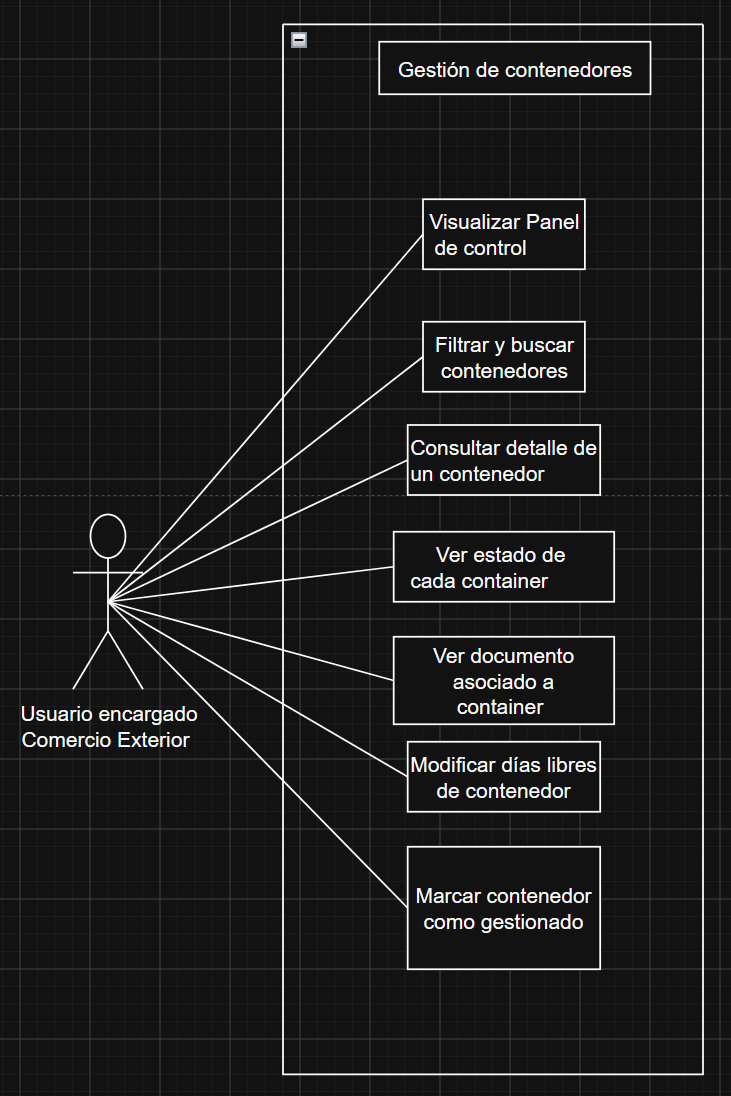 Gestión de contenedores
Visualizar Panel
de control
Filtrar y buscar
contenedores
Consultar detalle de
un contenedor
Ver estado de
cada container
Ver documento
asociado a
container
Usuario encargado
Comercio Exterior
Modificar días libres
de contenedor
Marcar contenedor
como gestionado